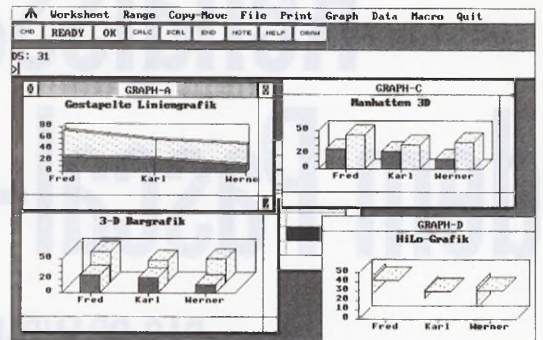 Worksheet Range Copy-Move File Print Graph Data Macro Quit
CMD READY OK CALC SCRL END NOTE HELP DRAW
D5: 31
>
GRAPH-A
Gestapelte Liniengrafik
80
60
40
20
0
Fred Karl Werne
GRAPH-C
Manhatten 3D
50
20
0
Fred Karl Werner
3-D Bargrafik
50
20
0
Fred Karl Werner
GRAPH-D
HiLo-Grafik
50
40
30
20
10
0
Fred Karl Werner